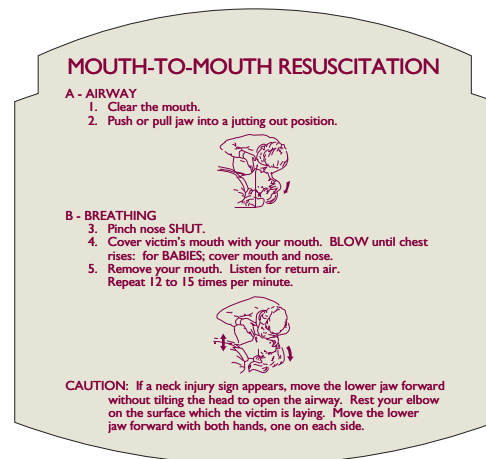 MOUTH-TO-MOUTH RESUSCITATION
A - AIRWAY
1. Clear the mouth.
2. Push or pull jaw into a jutting out position.
B - BREATHING
3. Pinch nose SHUT.
4. Cover victim's mouth with your mouth. BLOW until chest
rises: for BABIES; cover mouth and nose.
5. Remove your mouth. Listen for return air.
Repeat 12 to 15 times per minute.
CAUTION: If a neck injury sign appears, move the lower jaw forward
without tilting the head to open the airway. Rest your elbow
on the surface which the victim is laying. Move the lower
jaw forward with both hands, one on each side.